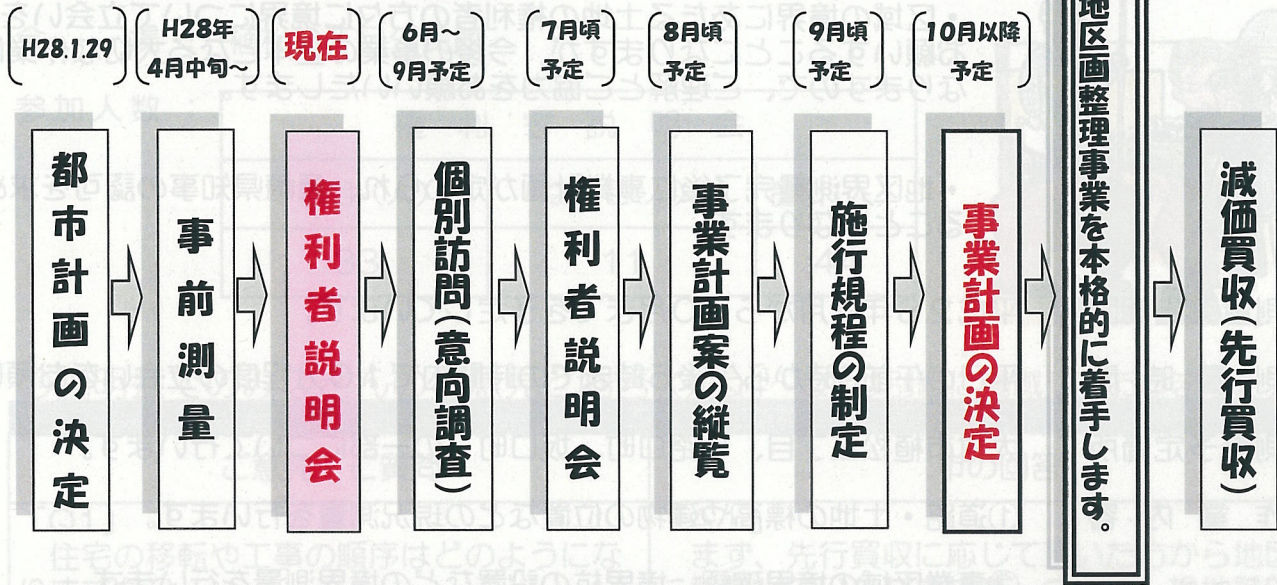 H28.1.29
H28年
4月中旬~
現在
6月~
9月予定
7月頃
予定
8月頃
予定
9月頃
予定
10月以降
予定
都市計画の決定
事前測量
権利者説明会
個別訪問(意向調査)
権利者説明会
事業計画案の縦覧
施行規程の制定
事業計画の決定
地区画整理事業を本格的に着手します。
減価買収(先行買収)